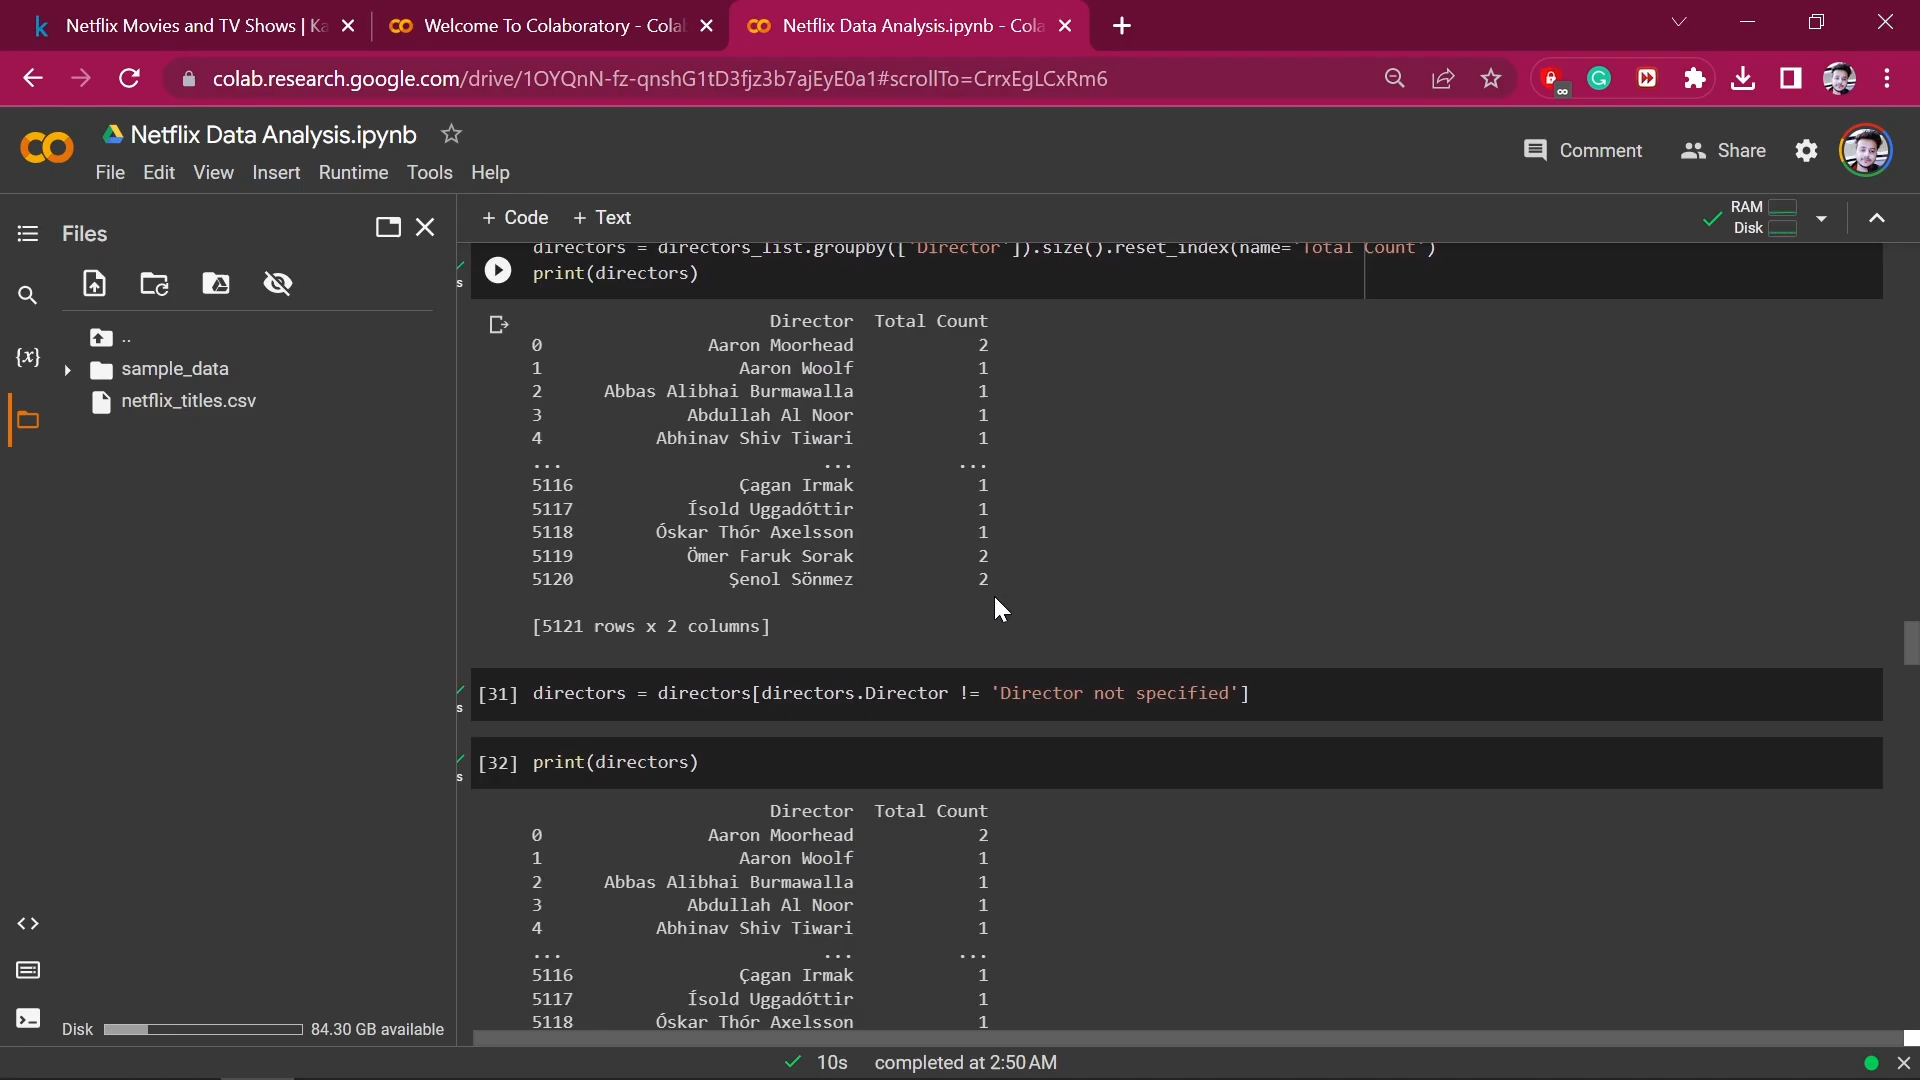 Netflix Movies and TV Shows | Ka
Welcome To Colaboratory - Colab
Netflix Data Analysis.ipynb - Cola
colab.research.google.com/drive/1OYQnN-fz-qnshG1tD3fjz3b7ajEyE0a1#scrollTo=CrrxEgLCxRm6
Netflix Data Analysis.ipynb
File Edit View Insert Runtime Tools Help
Comment
Share
Files
+ Code + Text
RAM
Disk
..
sample_data
netflix_titles.csv
{x}
directors = directors_list.groupby(['Director']).size().reset_index(name='Total Count')
s print(directors)
Director Total Count
0 Aaron Moorhead 2
1 Aaron Woolf 1
2 Abbas Alibhai Burmawalla 1
3 Abdullah Al Noor 1
4 Abhinav Shiv Tiwari 1
... ... ...
5116 Çagan Irmak 1
5117 Ísold Uggadóttir 1
5118 Óskar Thór Axelsson 1
5119 Ömer Faruk Sorak 2
5120 Şenol Sönmez 2
[5121 rows x 2 columns]
[31] directors = directors[directors.Director != 'Director not specified']
s
[32] print(directors)
s
Director Total Count
0 Aaron Moorhead 2
1 Aaron Woolf 1
2 Abbas Alibhai Burmawalla 1
3 Abdullah Al Noor 1
4 Abhinav Shiv Tiwari 1
... ... ...
5116 Çagan Irmak 1
5117 Ísold Uggadóttir 1
5118 Óskar Thór Axelsson 1
Disk 84.30 GB available
10s completed at 2:50 AM